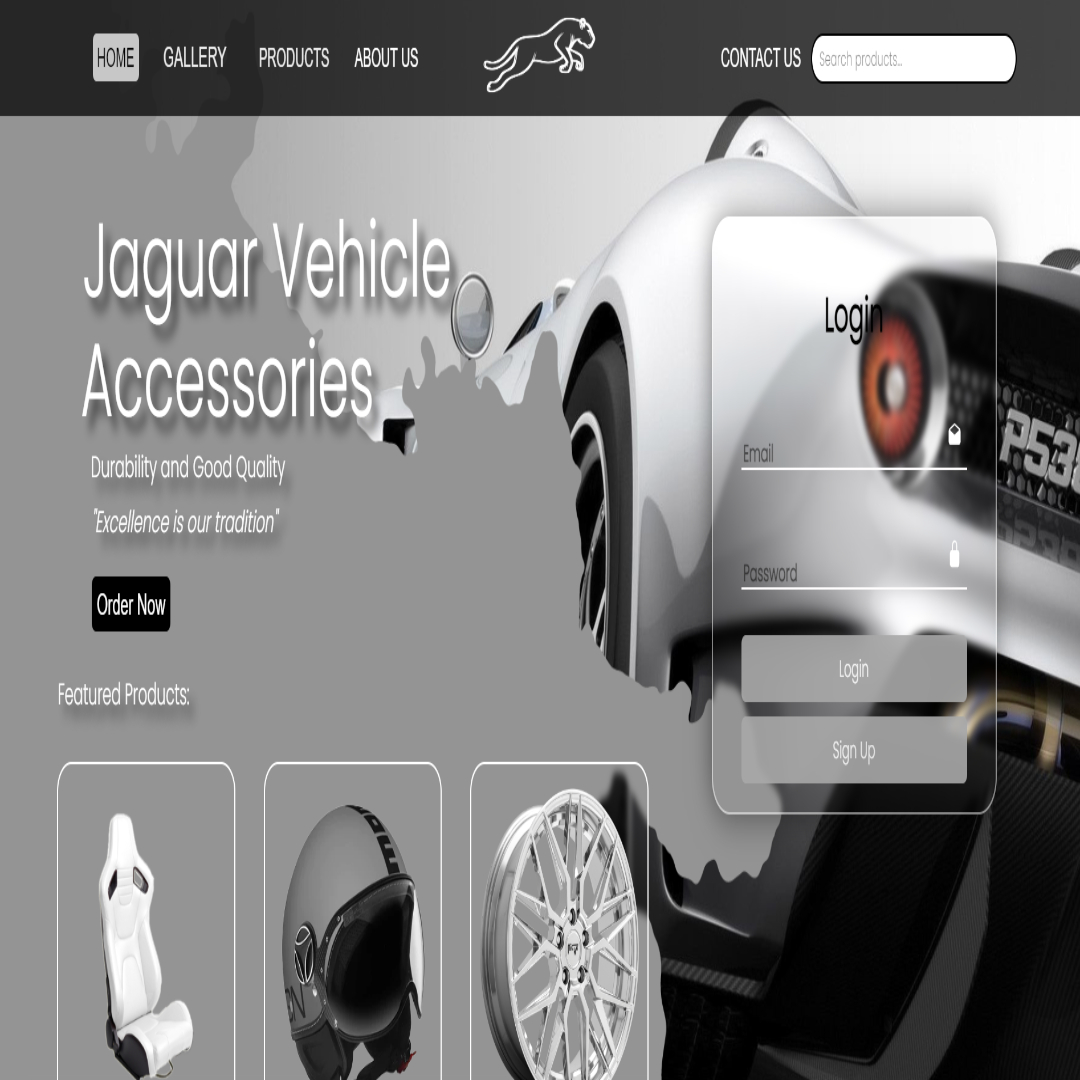 HOME GALLERY PRODUCTS ABOUT US CONTACT US Search products..
Jaguar Vehicle
Accessories
Durability and Good Quality
"Excellence is our tradition"
Order Now
Featured Products:
Login
Email
Password
Login
Sign Up
P53